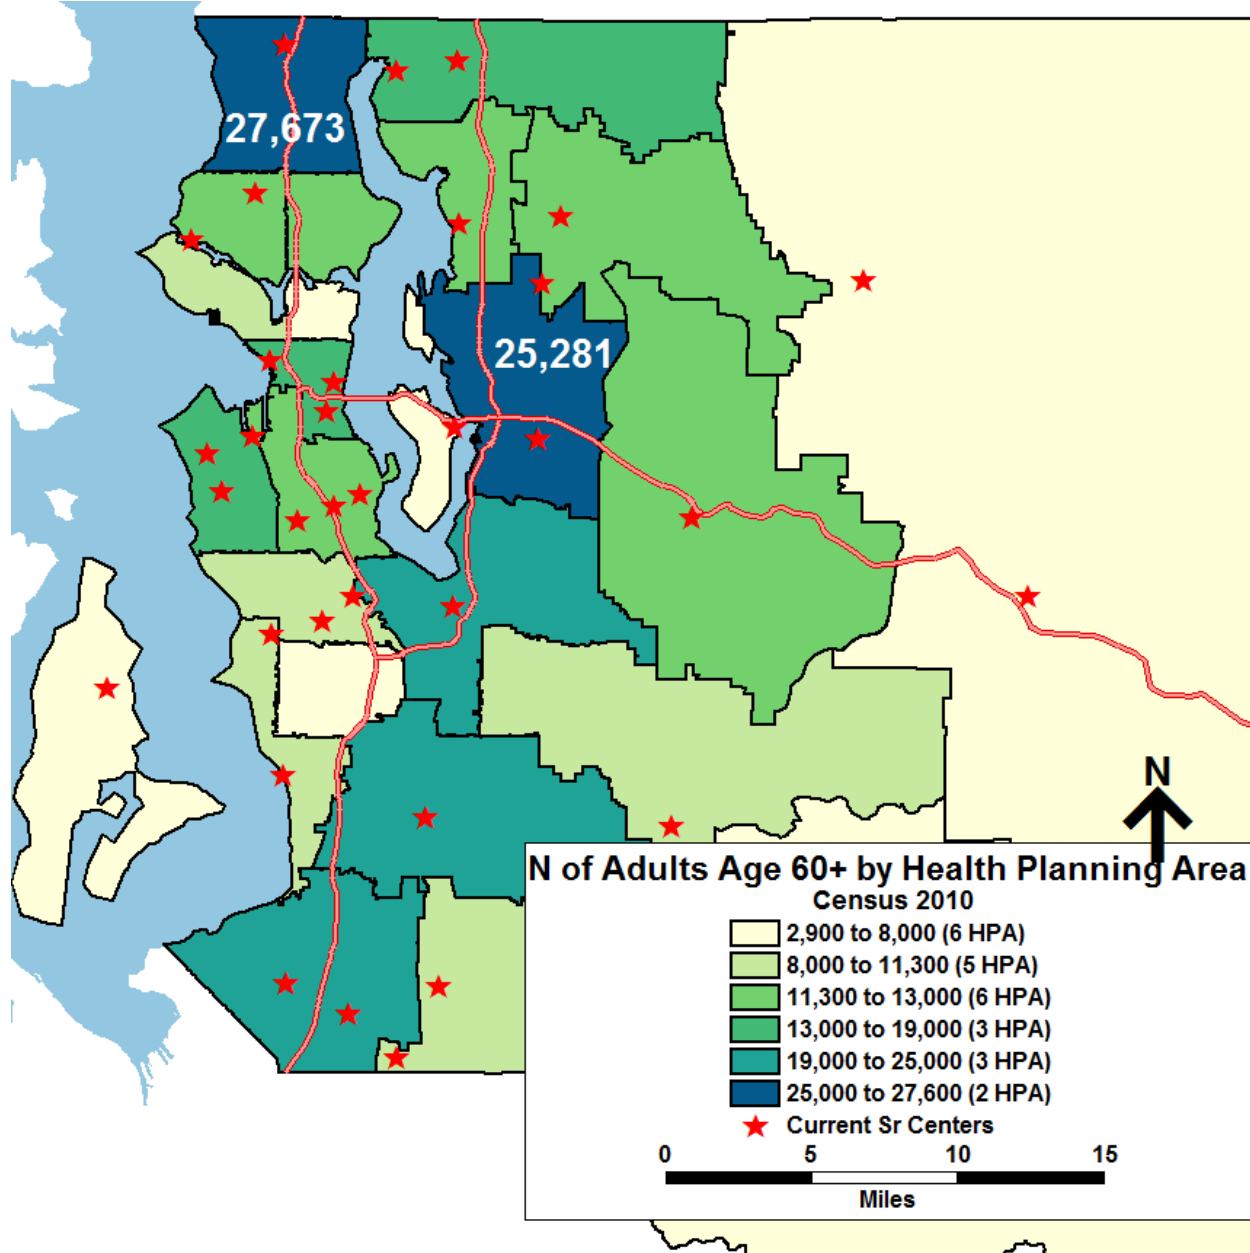 27,673
25,281
N
N of Adults Age 60+ by Health Planning Area
Census 2010
2,900 to 8,000 (6 HPA)
8,000 to 11,300 (5 HPA)
11,300 to 13,000 (6 HPA)
13,000 to 19,000 (3 HPA)
19,000 to 25,000 (3 HPA)
25,000 to 27,600 (2 HPA)
Current Sr Centers
0 5 10 15
Miles